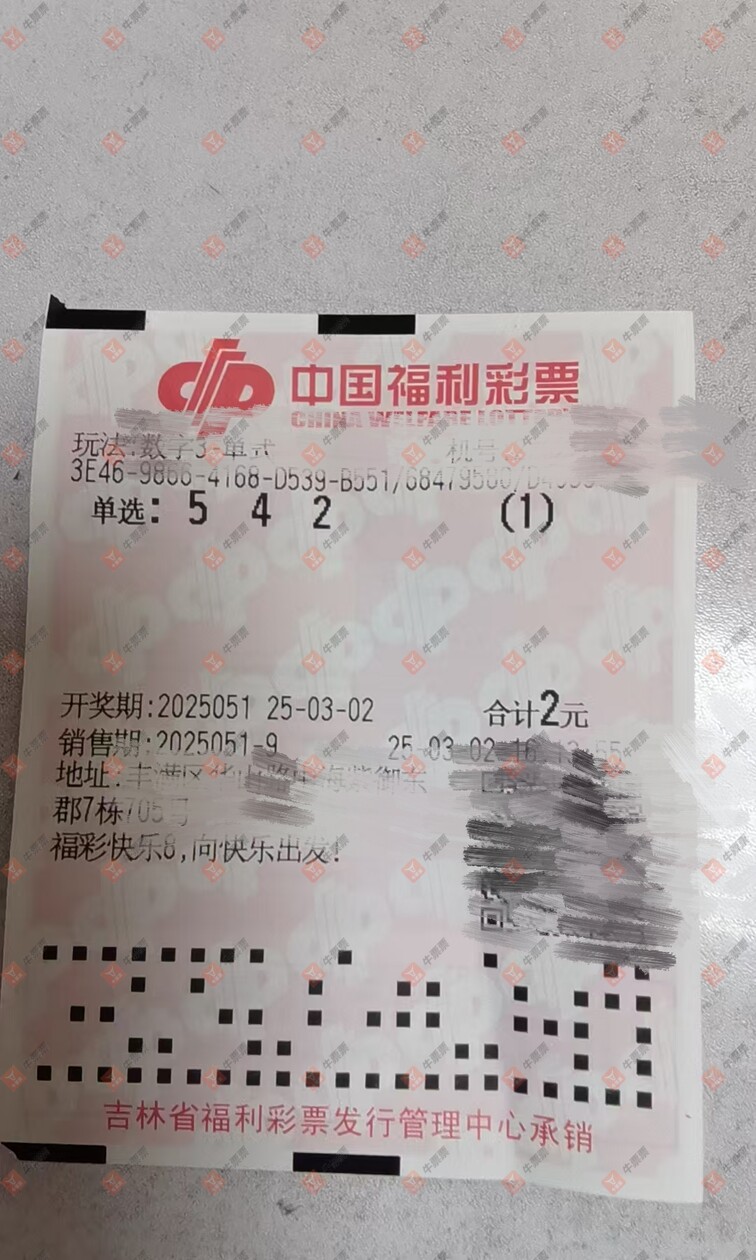 中国福利彩票
CHINA WELFARE LOTTERY
玩法:数字3-单式 机号
3E46-9866-4168-D539-B551/68479580/
单选: 5 4 2 (1)
开奖期:2025051 25-03-02 合计2元
销售期:2025051-9 25-03-02
地址:丰满区
郡7栋705号
福彩快乐8,向快乐出发!
吉林省福利彩票发行管理中心承销
牛票票